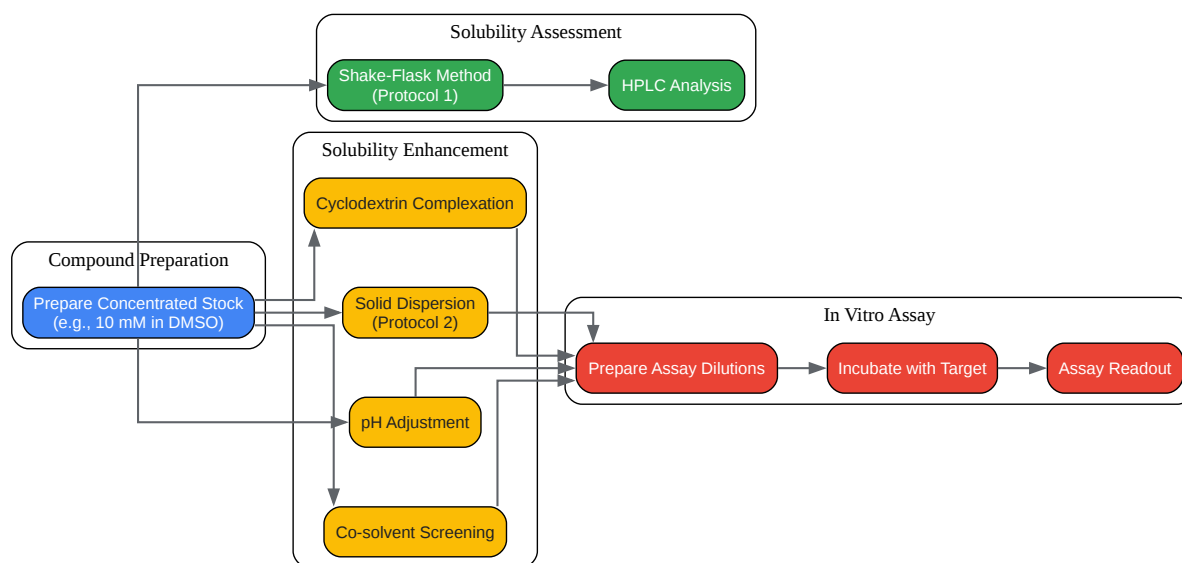 Solubility Assessment
Shake-Flask Method
(Protocol 1)
HPLC Analysis
Solubility Enhancement
Cyclodextrin Complexation
Compound Preparation
Prepare Concentrated Stock
(e.g., 10 mM in DMSO)
Solid Dispersion
(Protocol 2)
In Vitro Assay
Prepare Assay Dilutions
Incubate with Target
Assay Readout
pH Adjustment
Co-solvent Screening